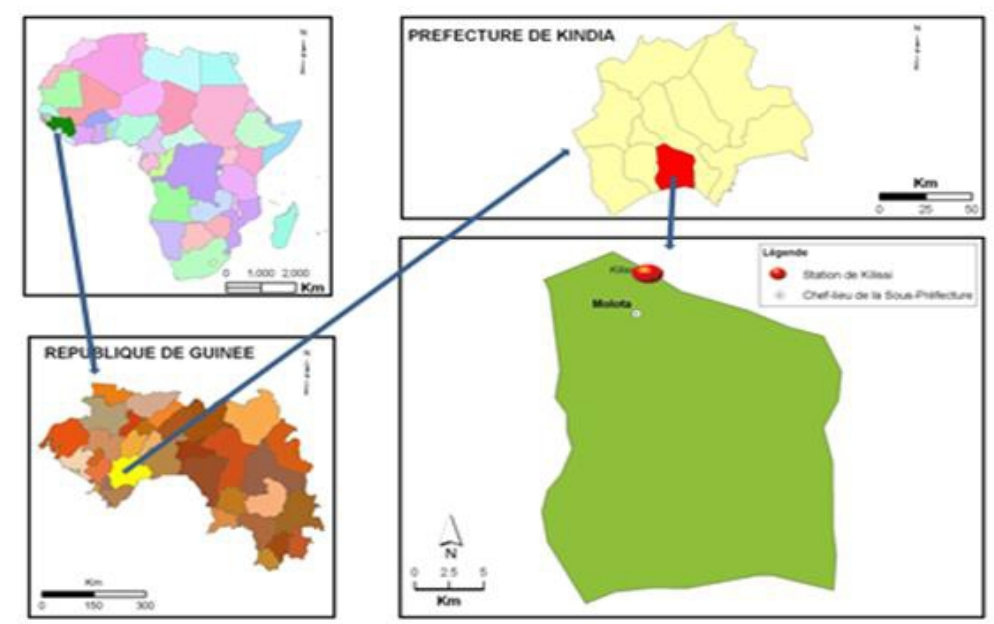 N
0 1.000 2.000
Km
PREFECTURE DE KINDIA
N
Km
0 25 50
REPUBLIQUE DE GUINEE
N
Km
0 150 300
Légende
Station de Kilissi
Chef-lieu de la Sous-Préfecture
Molota
N
0 2.5 5
Km